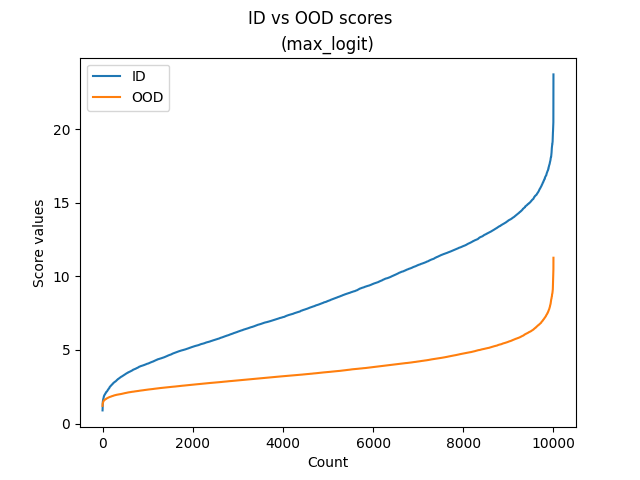 ID vs OOD scores
(max_logit)
ID
OOD
20
15
10
5
0
Score values
0
2000
4000
6000
8000
10000
Count